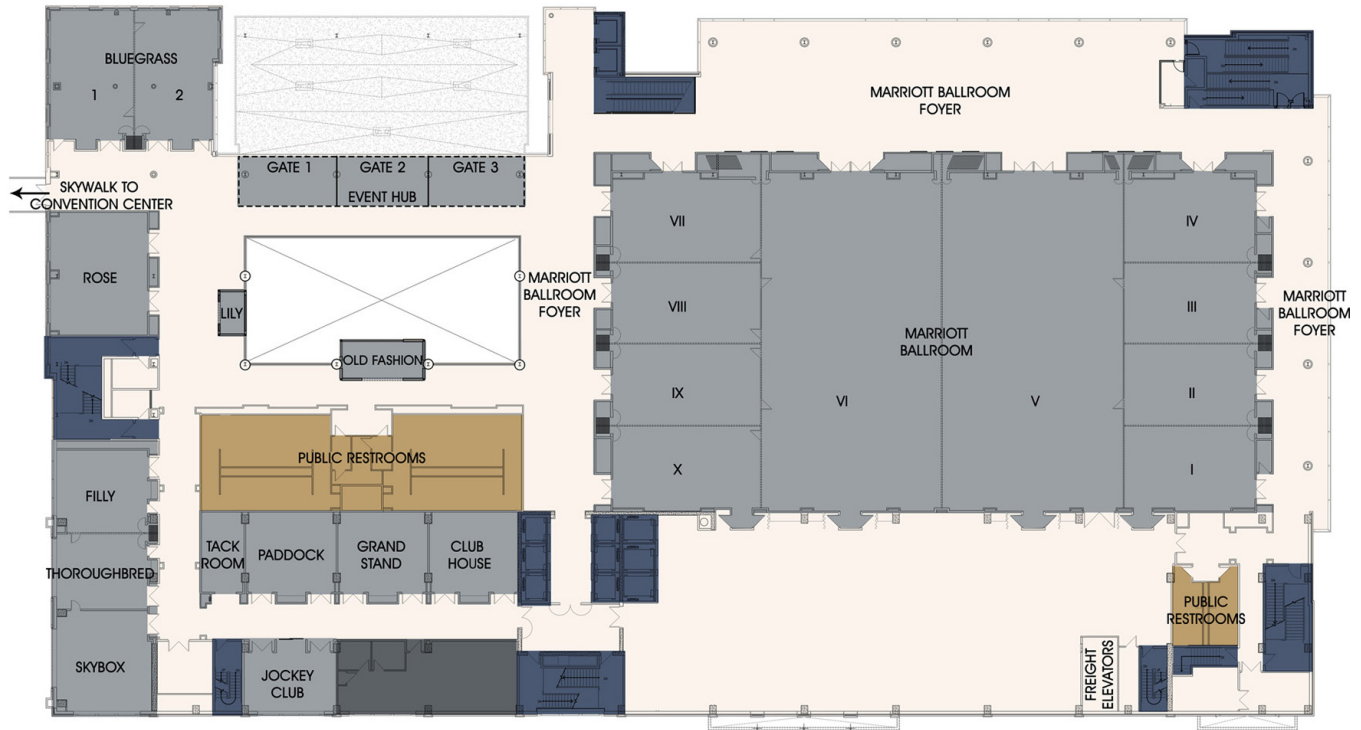 BLUEGRASS
1
2
GATE 1
GATE 2
GATE 3
EVENT HUB
SKYWALK TO
CONVENTION CENTER
ROSE
LILY
OLD FASHION
MARRIOTT
BALLROOM
FOYER
MARRIOTT BALLROOM
FOYER
VII
VIII
IX
X
MARRIOTT
BALLROOM
VI
V
IV
III
II
I
MARRIOTT
BALLROOM
FOYER
PUBLIC RESTROOMS
FILLY
THOROUGHBRED
SKYBOX
TACK
ROOM
PADDOCK
GRAND
STAND
CLUB
HOUSE
JOCKEY
CLUB
FREIGHT
ELEVATORS
PUBLIC
RESTROOMS